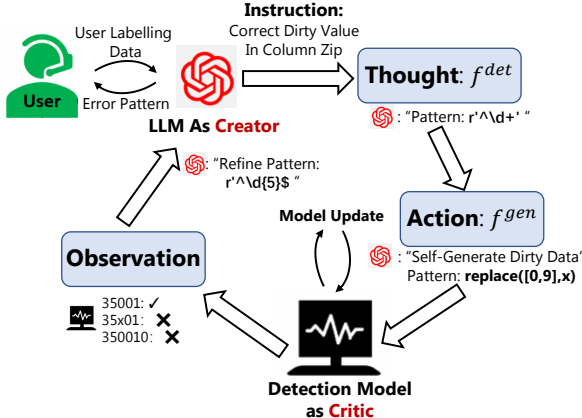 User Labelling
Data
Error Pattern
User
LLM As Creator
Instruction:
Correct Dirty Value
In Column Zip
Thought: f^det
: "Pattern: r'^\d+' "
Action: f^gen
: "Self-Generate Dirty Data"
Pattern: replace([0,9],x)
Model Update
Detection Model
as Critic
Observation
35001: ✓
35x01: ✗
350010: ✗
: "Refine Pattern:
r'^\d{5}$ "